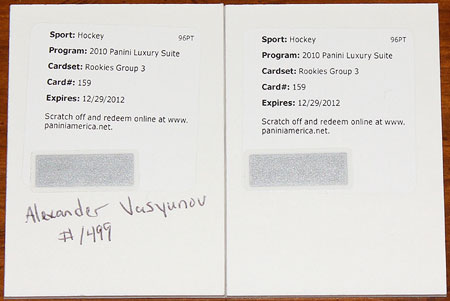 Sport: Hockey 96PT
Program: 2010 Panini Luxury Suite
Cardset: Rookies Group 3
Card#: 159
Expires: 12/29/2012
Scratch off and redeem online at www.
paniniamerica.net.
Alexander Vasyunov
#/499
Sport: Hockey 96PT
Program: 2010 Panini Luxury Suite
Cardset: Rookies Group 3
Card#: 159
Expires: 12/29/2012
Scratch off and redeem online at www.
paniniamerica.net.